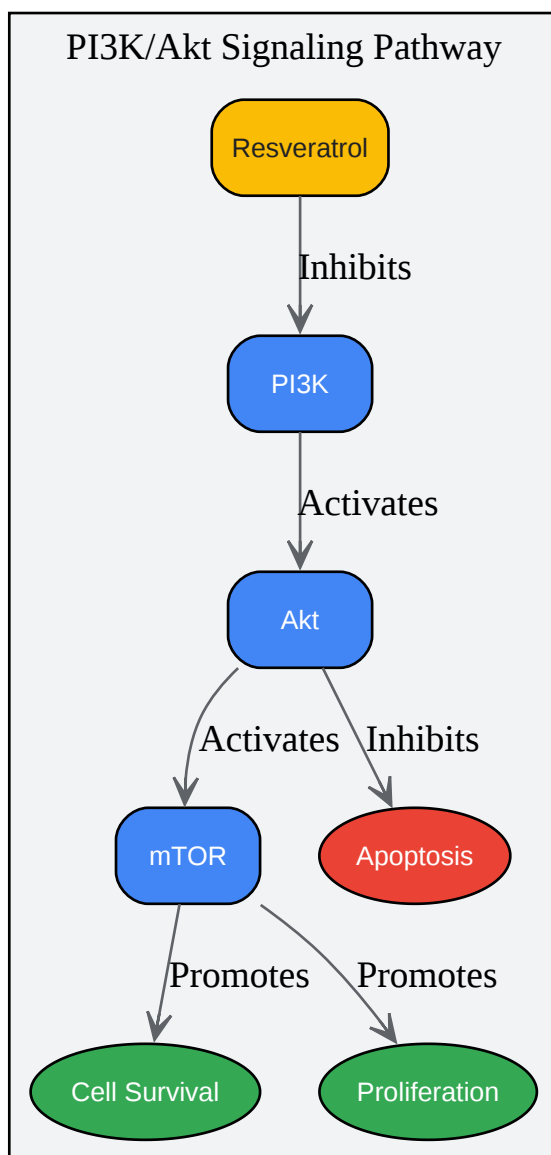 PI3K/Akt Signaling Pathway
Resveratrol
Inhibits
PI3K
Activates
Akt
Activates
Inhibits
mTOR
Apoptosis
Promotes
Promotes
Cell Survival
Proliferation